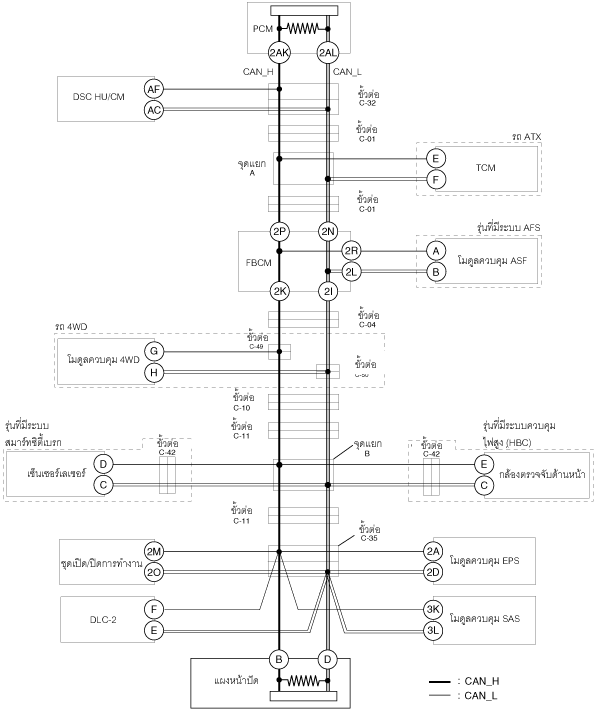 PCM
2AK
2AL
CAN_H
CAN_L
DSC HU/CM
AF
AC
ขั้วต่อ
C-32
ขั้วต่อ
C-01
รถ ATX
จุดแยก
A
E
F
TCM
ขั้วต่อ
C-01
2P
2N
รุ่นที่มีระบบ AFS
FBCM
2R
2L
A
B
โมดูลควบคุม ASF
2K
2I
ขั้วต่อ
C-04
รถ 4WD
ขั้วต่อ
C-49
โมดูลควบคุม 4WD
G
H
ขั้วต่อ
C-50
ขั้วต่อ
C-10
ขั้วต่อ
C-11
รุ่นที่มีระบบ
สมาร์ทซิตี้เบรก
ขั้วต่อ
C-42
จุดแยก
B
รุ่นที่มีระบบควบคุม
ไฟสูง (HBC)
ขั้วต่อ
C-42
เซ็นเซอร์เลเซอร์
D
C
E
C
กล้องตรวจจับด้านหน้า
ขั้วต่อ
C-11
ขั้วต่อ
C-35
ชุดเปิด/ปิดการทำงาน
2M
2O
2A
2D
โมดูลควบคุม EPS
DLC-2
F
E
3K
3L
โมดูลควบคุม SAS
B
D
แผงหน้าปัด
: CAN_H
: CAN_L